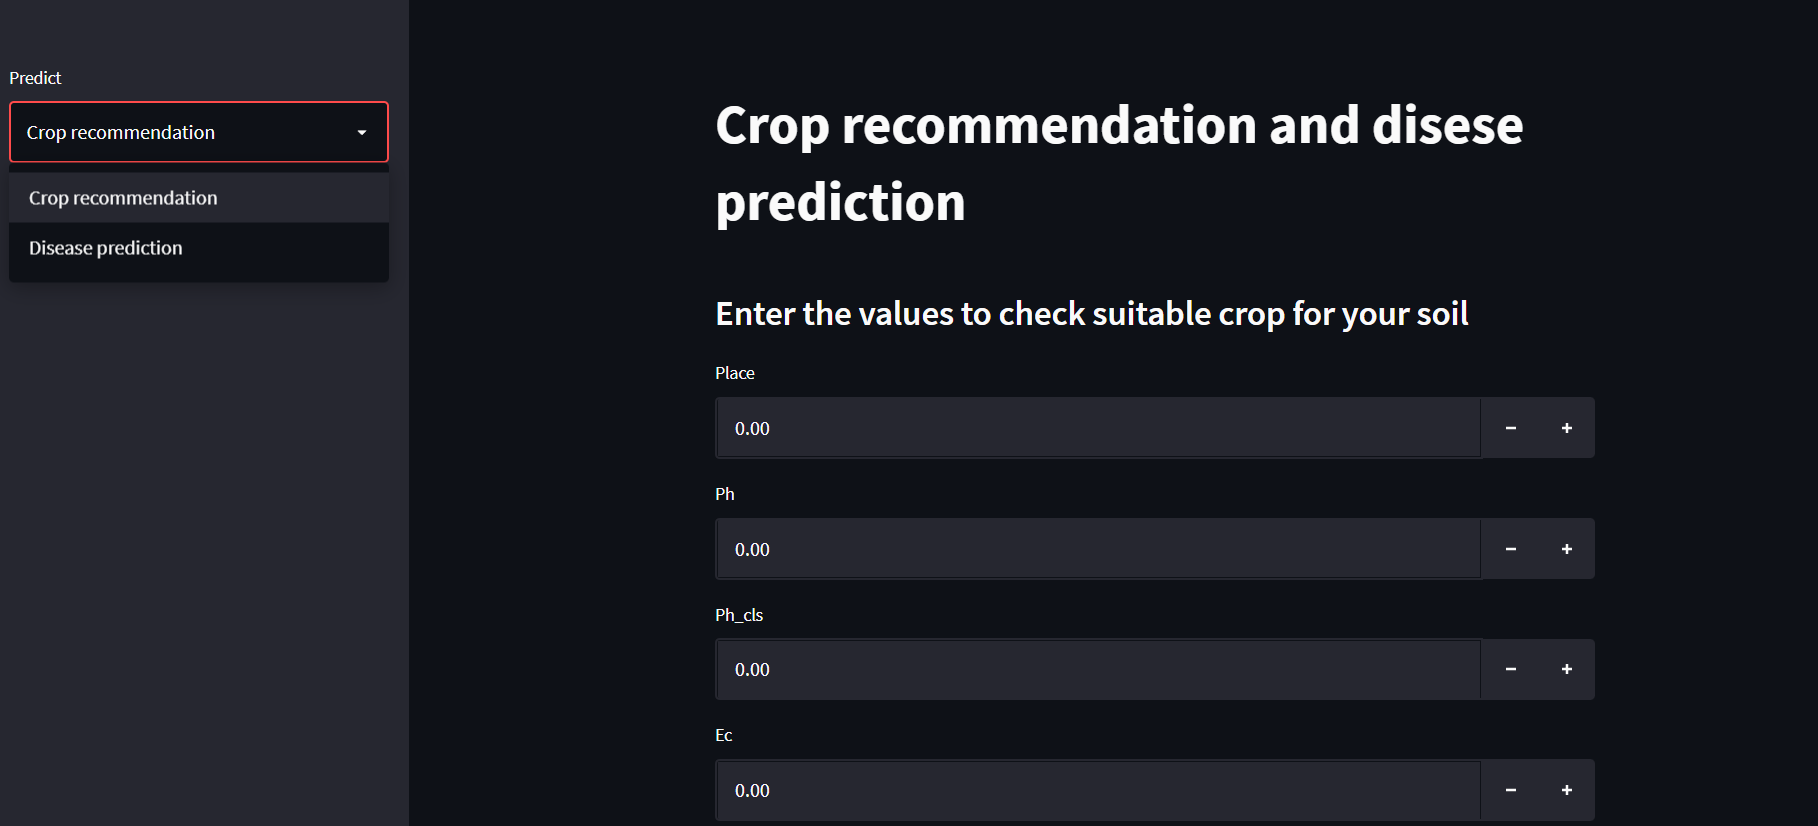 Predict
Crop recommendation
Crop recommendation
Disease prediction
Crop recommendation and disese
prediction
Enter the values to check suitable crop for your soil
Place
0.00
Ph
0.00
Ph_cls
0.00
Ec
0.00